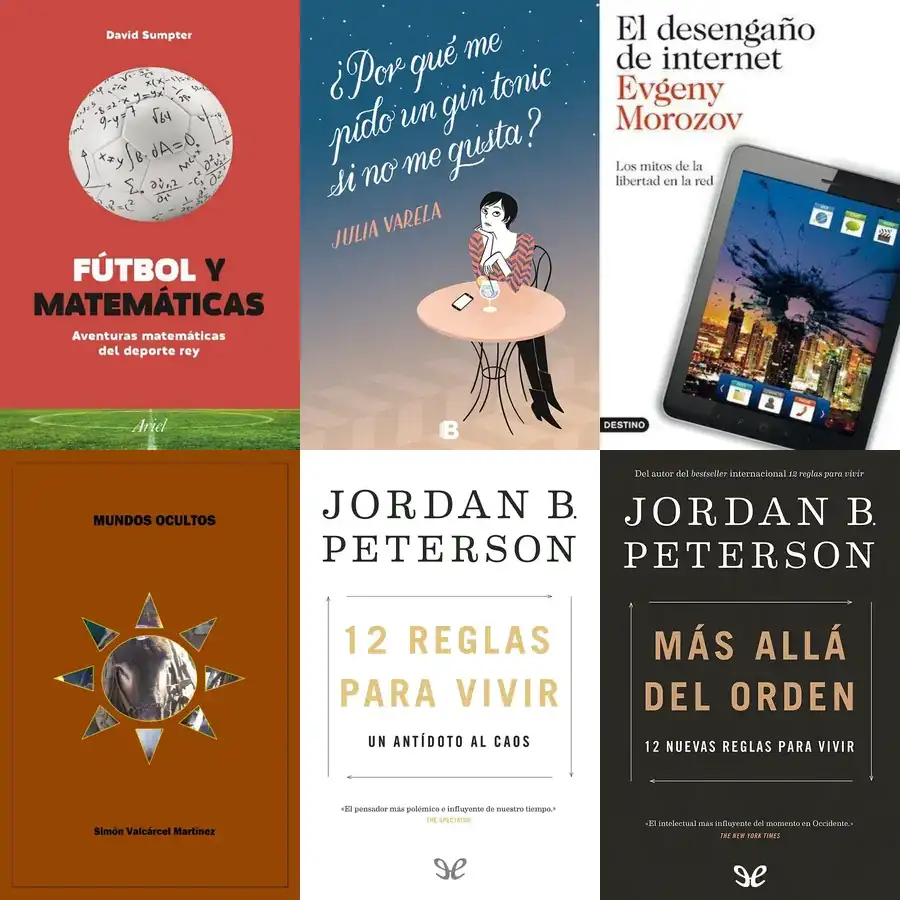 David Sumpter
FÚTBOL Y
MATEMÁTICAS
Aventuras matemáticas
del deporte rey
Ariel
¿Por qué me
pido un gin tonic
si no me gusta?
JULIA VARELA
B
El desengaño
de internet
Evgeny
Morozov
Los mitos de la
libertad en la red
DESTINO
MUNDOS OCULTOS
Simón Valcárcel Martínez
JORDAN B.
PETERSON
12 REGLAS
PARA VIVIR
UN ANTÍDOTO AL CAOS
«El pensador más polémico e influyente de nuestro tiempo.»
THE SPECTATOR
Del autor del bestseller internacional 12 reglas para vivir
JORDAN B.
PETERSON
MÁS ALLÁ
DEL ORDEN
12 NUEVAS REGLAS PARA VIVIR
«El intelectual más influyente del momento en Occidente.»
THE NEW YORK TIMES